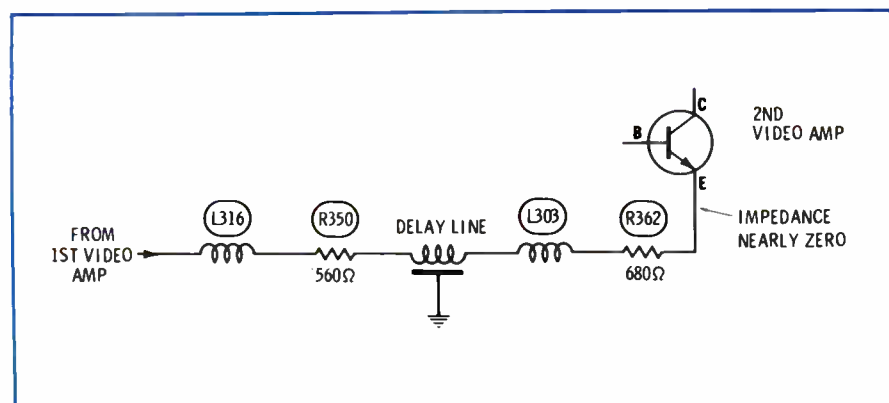 C
B
2ND
VIDEO AMP
E
L316
R350
DELAY LINE
L303
R362
IMPEDANCE
NEARLY ZERO
FROM
1ST VIDEO
AMP
560Ω
680Ω